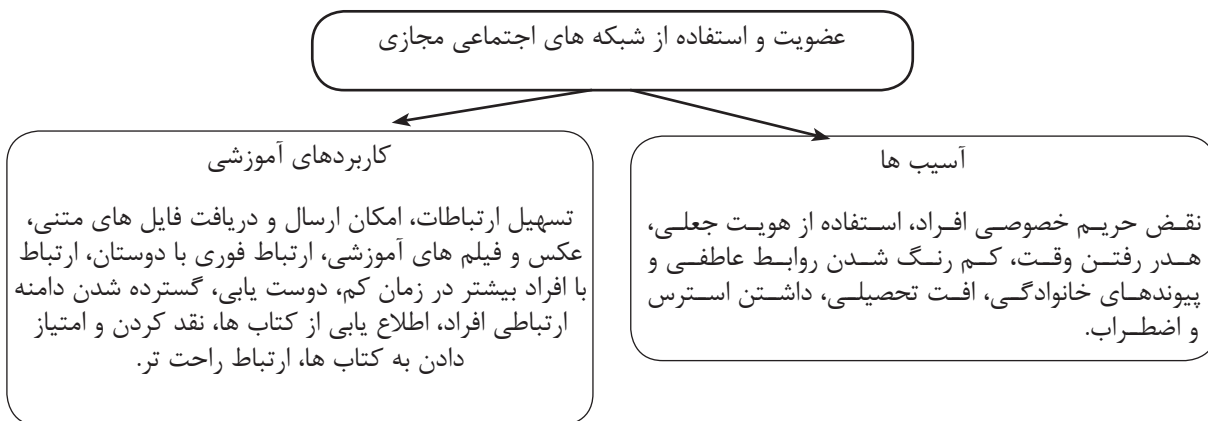 عضویت و استفاده از شبکه های اجتماعی مجازی
آسیب ها
نقض حریم خصوصی افراد، استفاده از هویت جعلی،
هدر رفتن وقت، کم رنگ شدن روابط عاطفی و
پیوندهای خانوادگی، افت تحصیلی، داشتن استرس
و اضطراب.
کاربردهای آموزشی
تسهیل ارتباطات، امکان ارسال و دریافت فایل های متنی،
عکس و فیلم های آموزشی، ارتباط فوری با دوستان، ارتباط
با افراد بیشتر در زمان کم، دوست یابی، گسترده شدن دامنه
ارتباطی افراد، اطلاع یابی از کتاب ها، نقد کردن و امتیاز
دادن به کتاب ها، ارتباط راحت تر.